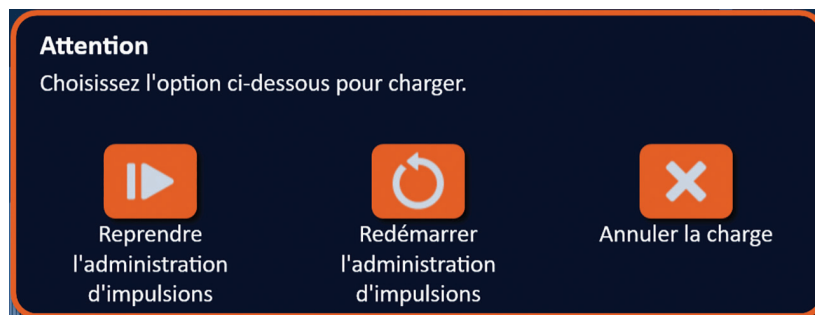 Attention
Choisissez l'option ci-dessous pour charger.
Reprendre
l'administration
d'impulsions
Redémarrer
l'administration
d'impulsions
Annuler la charge